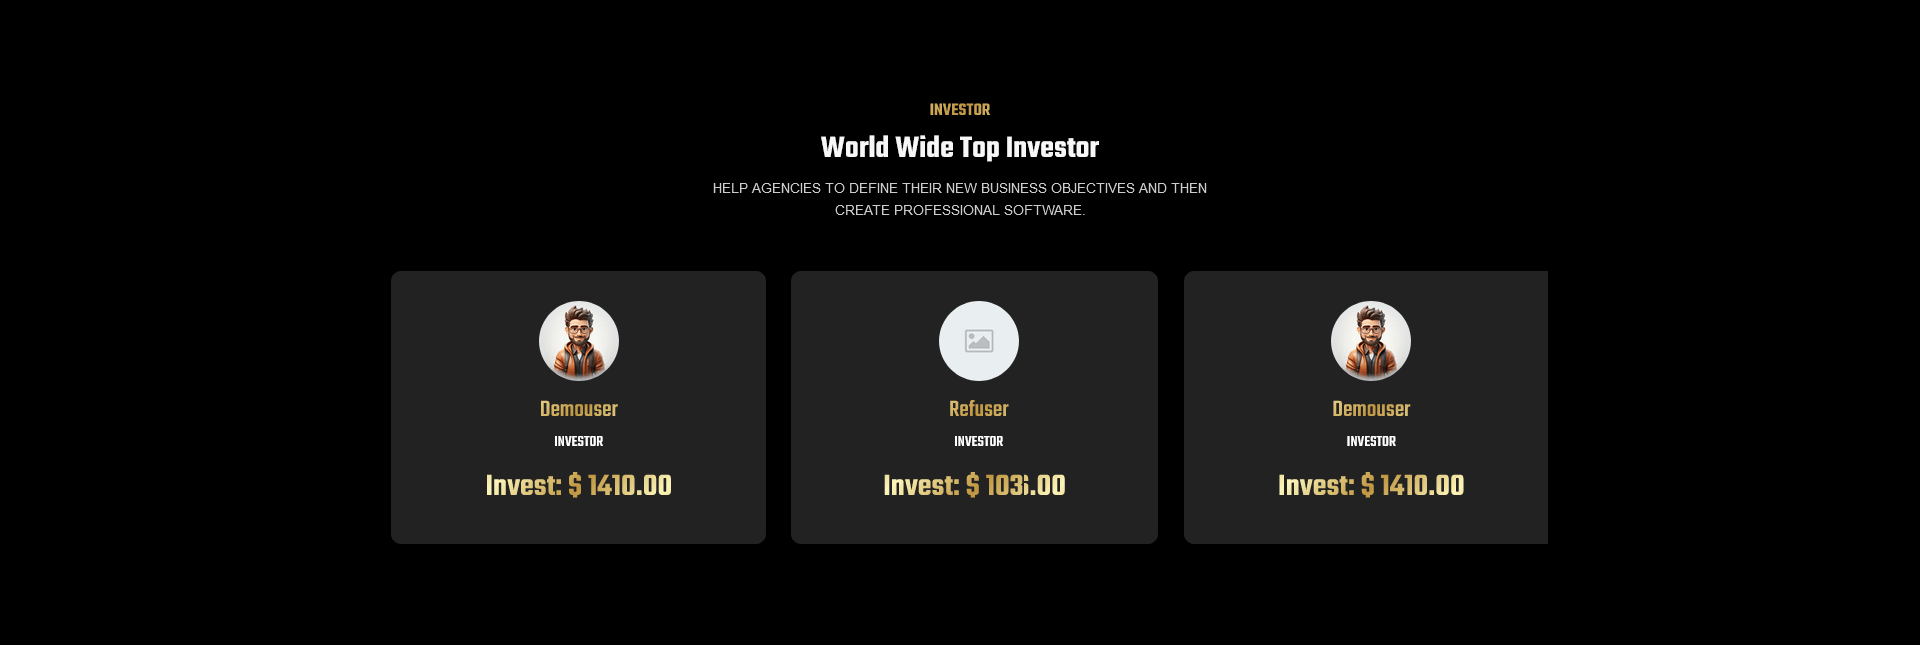 INVESTOR
World Wide Top Investor
HELP AGENCIES TO DEFINE THEIR NEW BUSINESS OBJECTIVES AND THEN
CREATE PROFESSIONAL SOFTWARE.
Demouser
INVESTOR
Invest: $ 1410.00
Refuser
INVESTOR
Invest: $ 1036.00
Demouser
INVESTOR
Invest: $ 1410.00